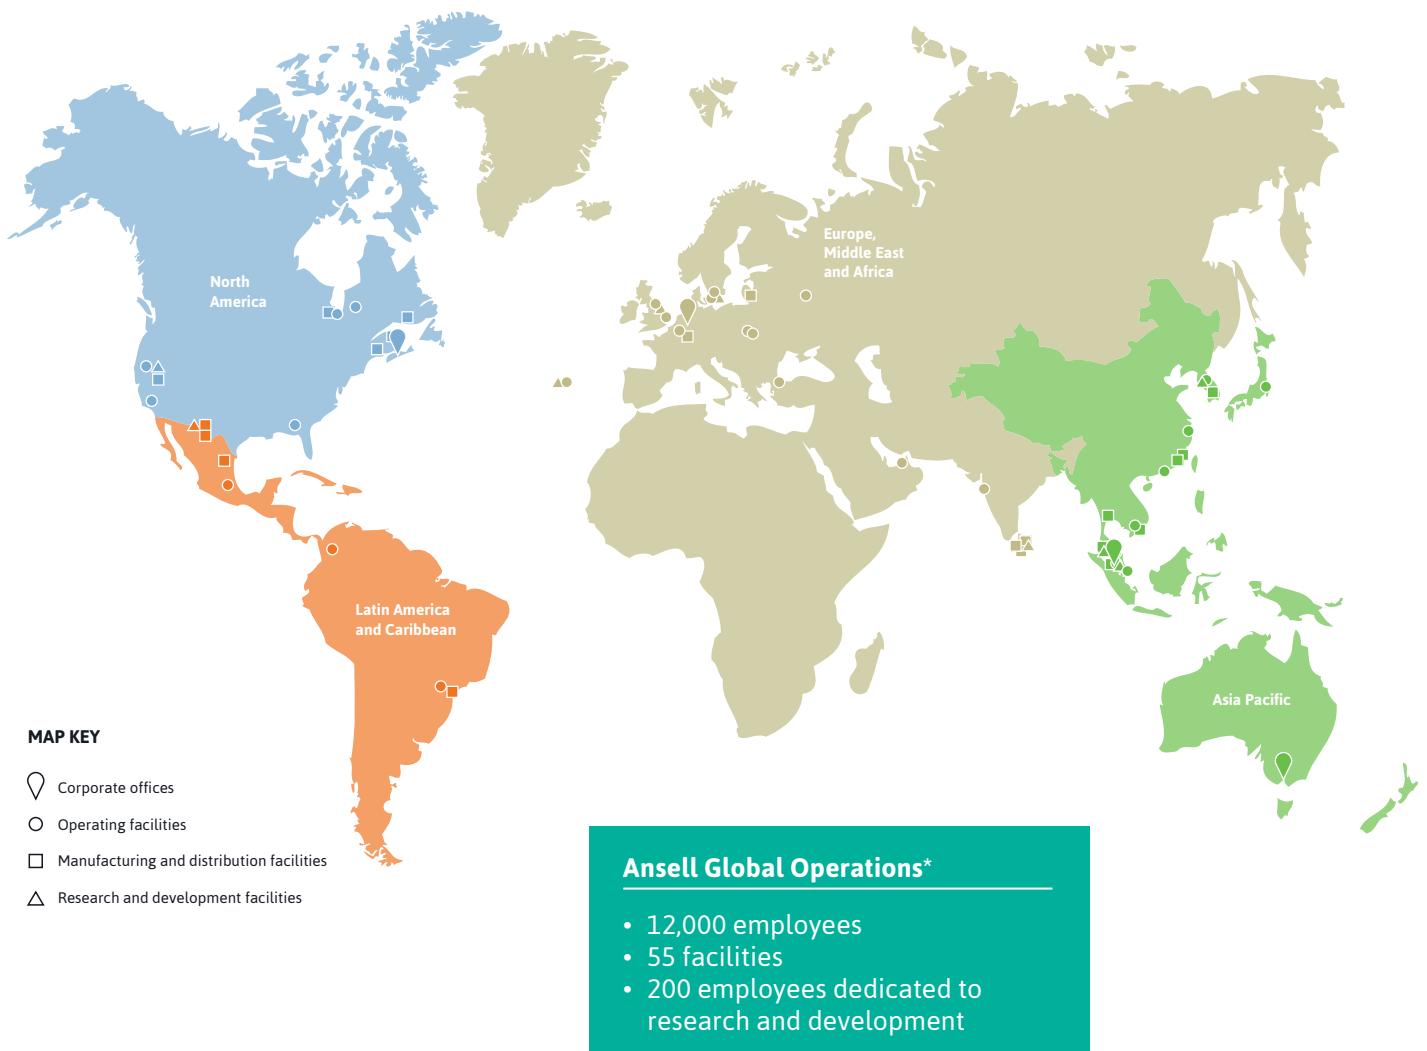 North
America
Europe,
Middle East
and Africa
Latin America
and Caribbean
Asia Pacific
MAP KEY
Corporate offices
Operating facilities
Manufacturing and distribution facilities
Research and development facilities
Ansell Global Operations*
• 12,000 employees
• 55 facilities
• 200 employees dedicated to
research and development